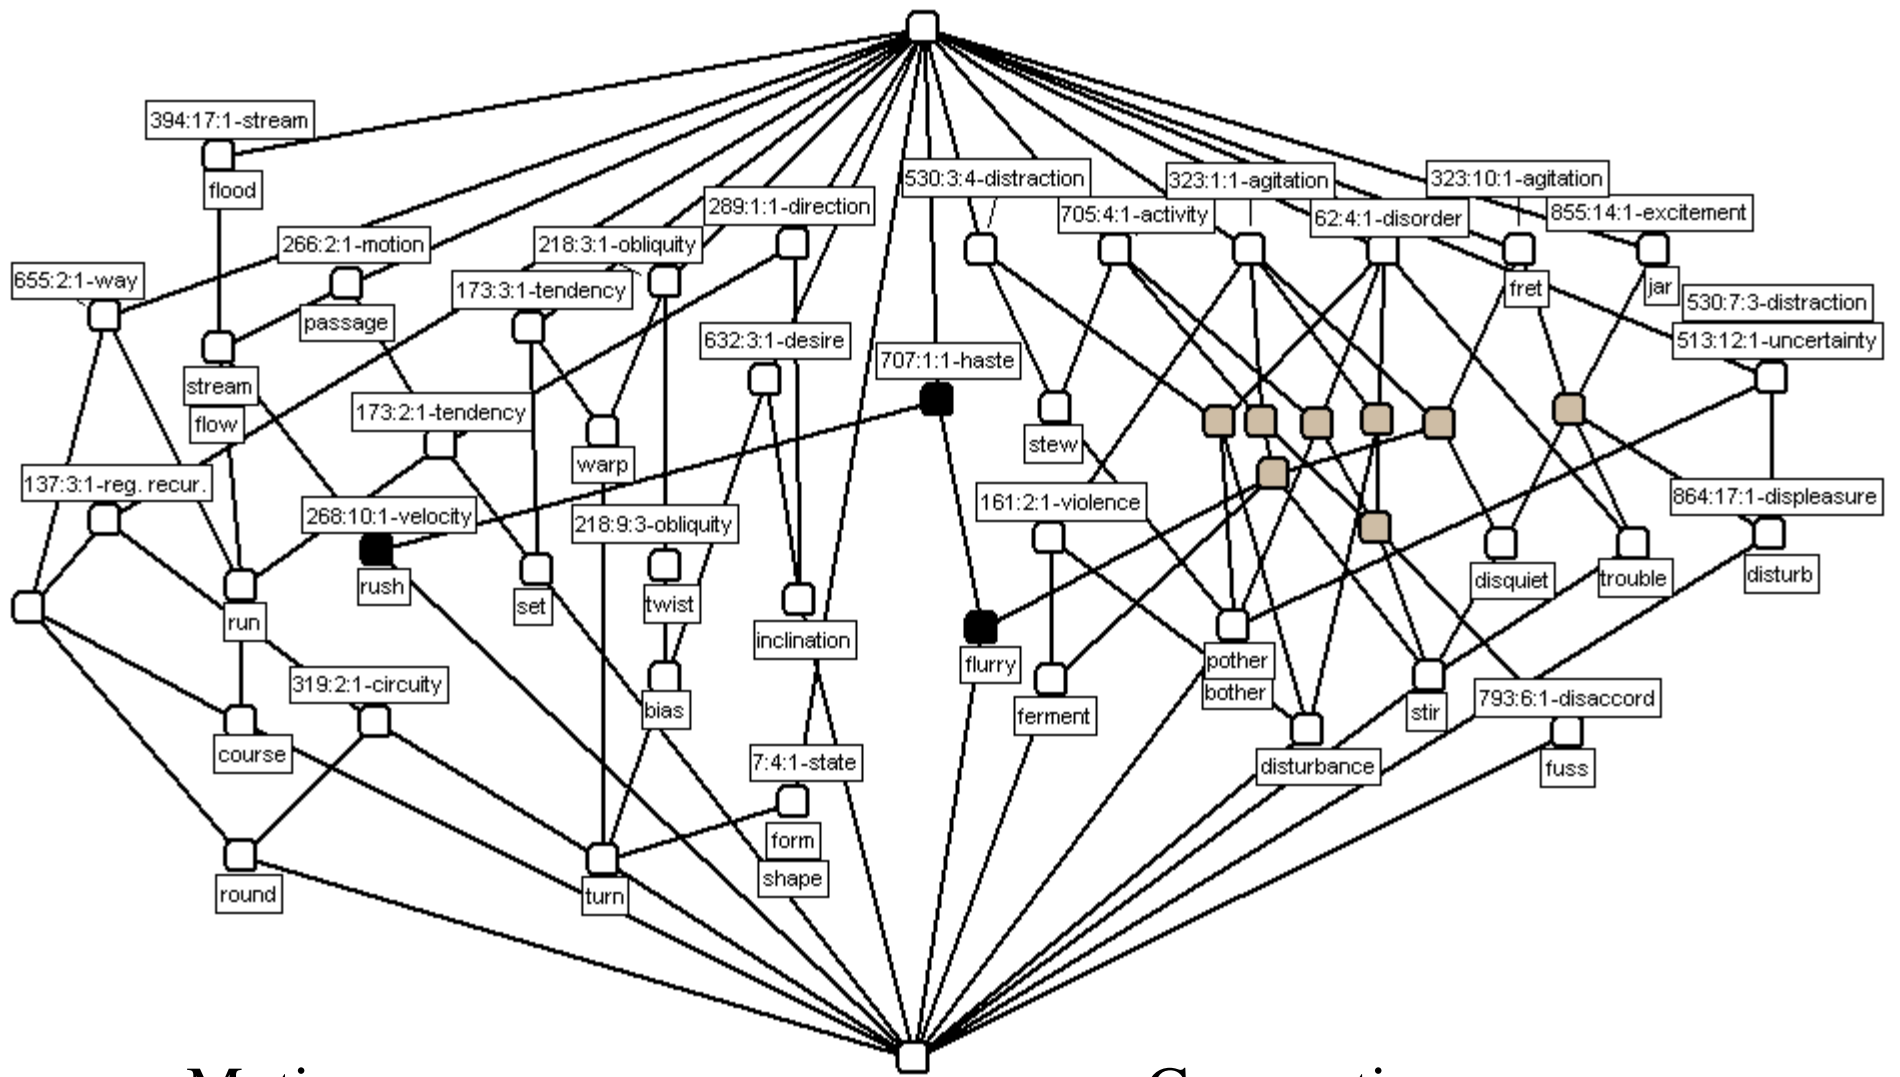 394:17:1-stream
flood
530:3:4-distraction
323:1:1-agitation
323:10:1-agitation
289:1:1-direction
705:4:1-activity
62:4:1-disorder
855:14:1-excitement
266:2:1-motion
218:3:1-obliquity
655:2:1-way
173:3:1-tendency
fret
jar
530:7:3-distraction
passage
632:3:1-desire
707:1:1-haste
513:12:1-uncertainty
stream
flow
173:2:1-tendency
stew
warp
137:3:1-reg. recur.
268:10:1-velocity
218:9:3-obliquity
161:2:1-violence
864:17:1-displeasure
rush
set
twist
disquiet
trouble
disturb
run
inclination
flurry
pother
bother
319:2:1-circuity
bias
ferment
stir
793:6:1-disaccord
course
7:4:1-state
disturbance
fuss
form
shape
round
turn